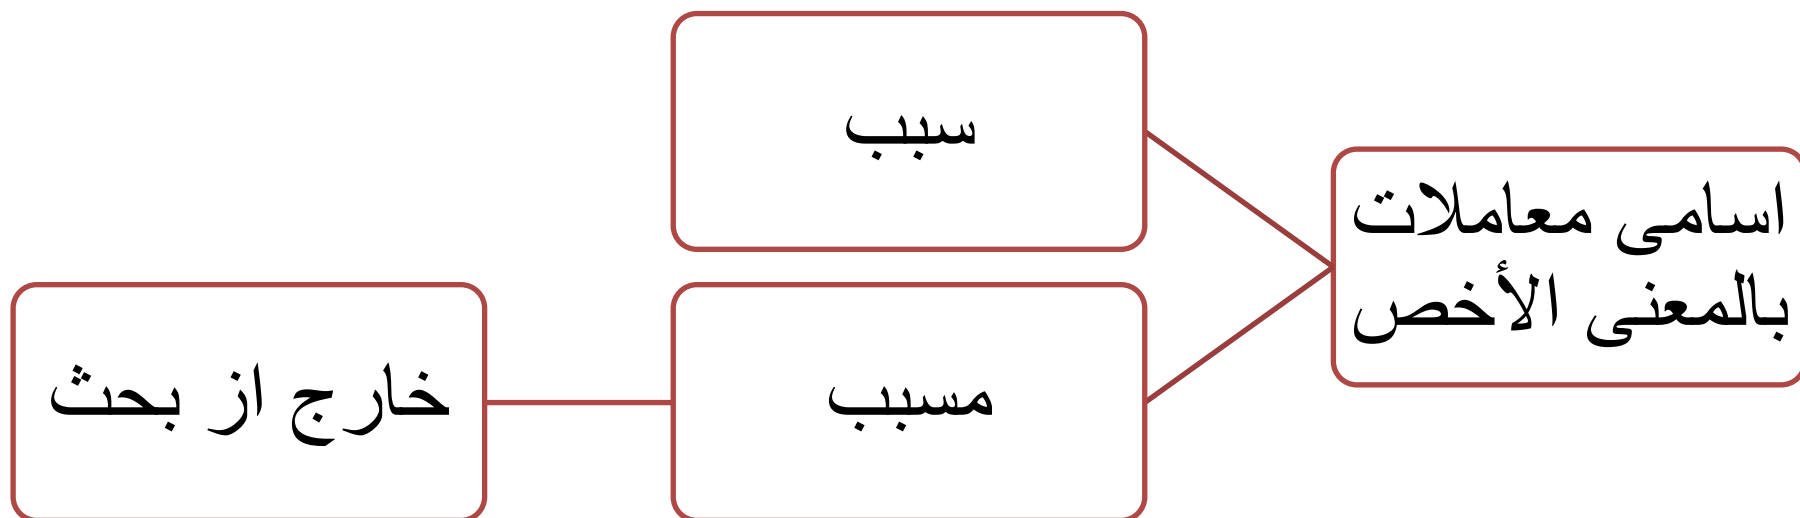 اسامی معاملات
بالمعنی الأخص
سبب
مسبب
خارج از بحث